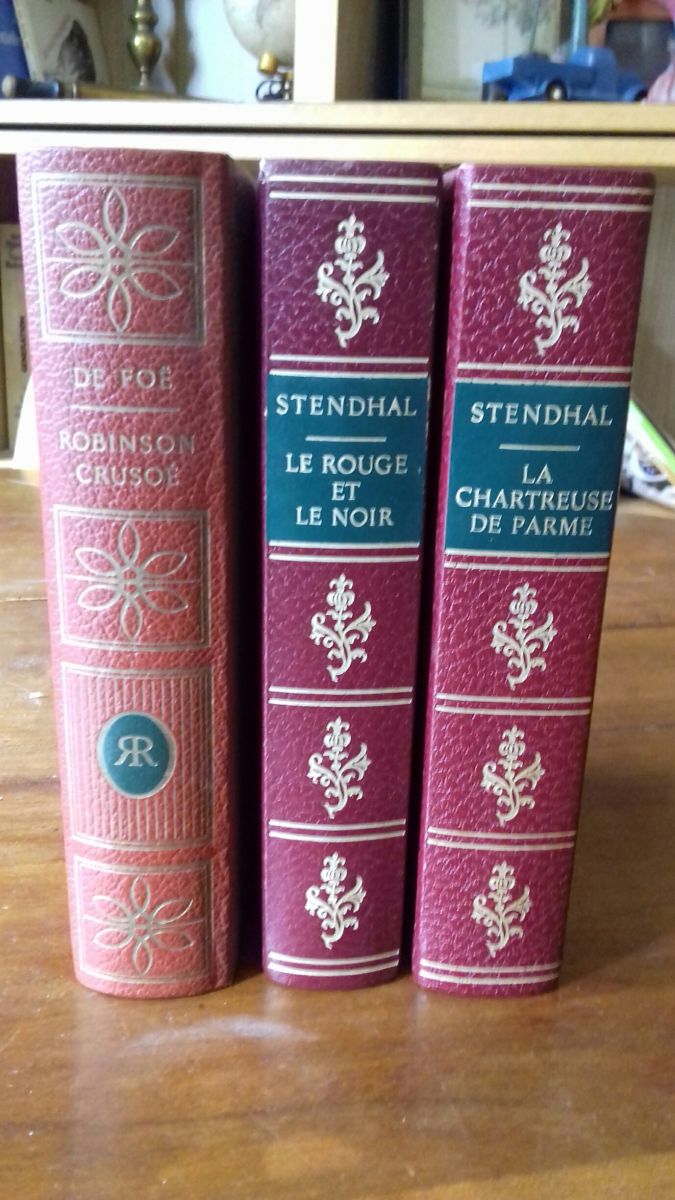 DE FOË
ROBINSON
CRUSOÉ
RR
STENDHAL
LE ROUGE
ET
LE NOIR
STENDHAL
LA
CHARTREUSE
DE PARME